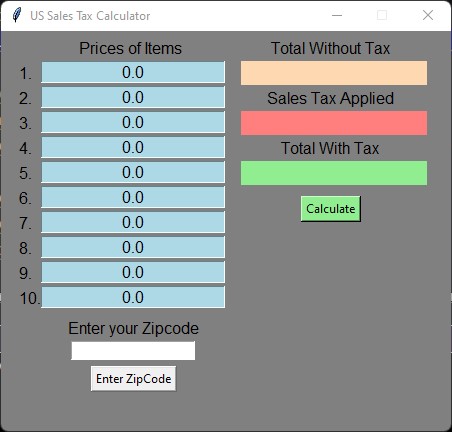 US Sales Tax Calculator
Prices of Items
1. 0.0
2. 0.0
3. 0.0
4. 0.0
5. 0.0
6. 0.0
7. 0.0
8. 0.0
9. 0.0
10. 0.0
Enter your Zipcode
Enter ZipCode
Total Without Tax
Sales Tax Applied
Total With Tax
Calculate